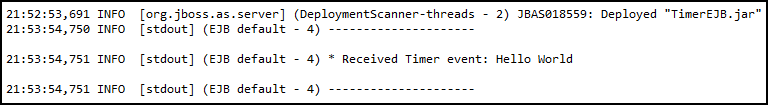 21:52:53,691 INFO  [org.jboss.as.server] (DeploymentScanner-threads - 2) JBAS018559: Deployed "TimerEJB.jar"
21:53:54,750 INFO  [stdout] (EJB default - 4) ---------------------
21:53:54,751 INFO  [stdout] (EJB default - 4) * Received Timer event: Hello World
21:53:54,751 INFO  [stdout] (EJB default - 4) ---------------------